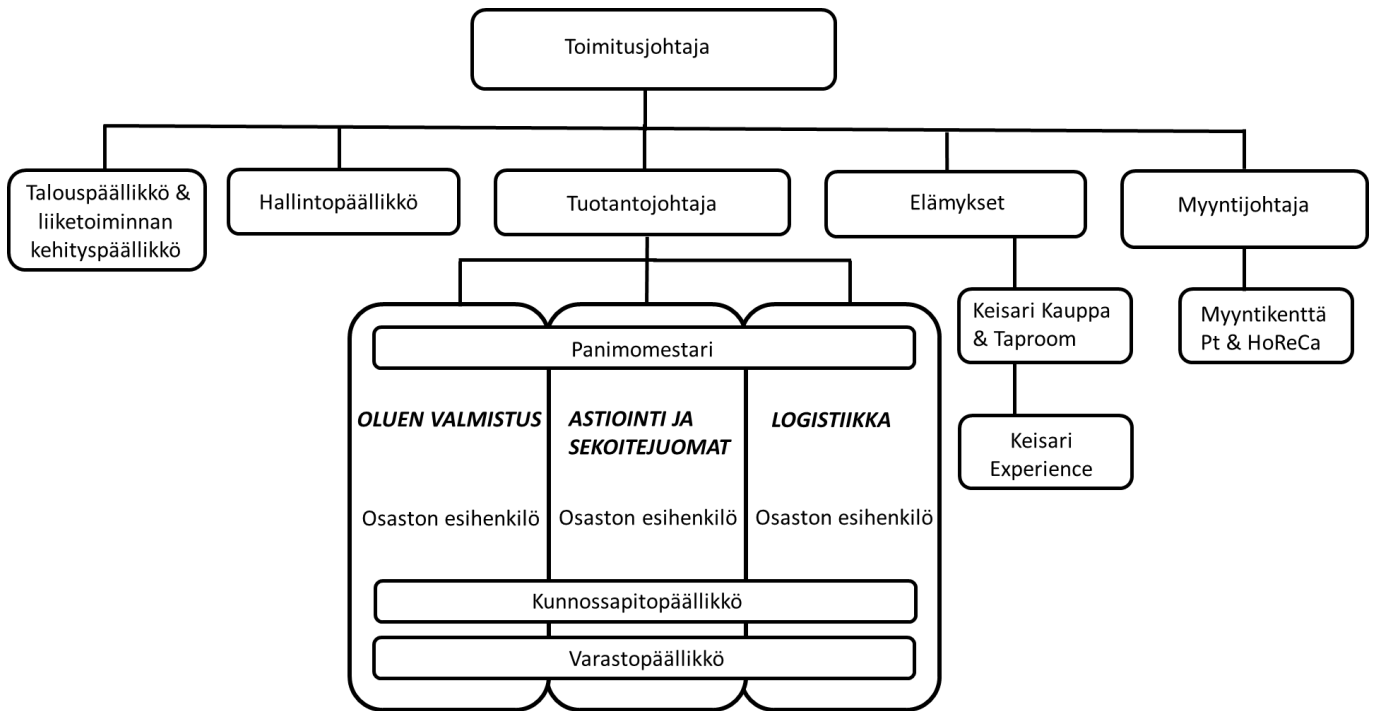 Toimitusjohtaja
Talouspäällikkö &
liiketoiminnan
kehityspäällikkö
Hallintopäällikkö
Tuotantojohtaja
Elämykset
Myyntijohtaja
Panimomestari
OLUEN VALMISTUS
ASTIOINTI JA
SEKOITEJUOMAT
LOGISTIIKKA
Osaston esihenkilö
Osaston esihenkilö
Osaston esihenkilö
Kunnossapitopäällikkö
Varastopäällikkö
Keisari Kauppa
& Taproom
Keisari
Experience
Myyntikenttä
Pt & HoReCa